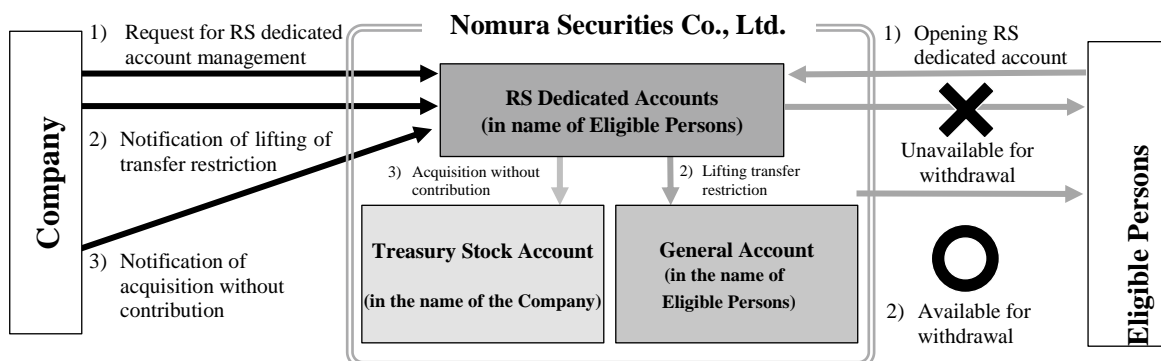 Nomura Securities Co., Ltd.
Company
1) Request for RS dedicated
account management
2) Notification of lifting of
transfer restriction
3) Notification of
acquisition without
contribution
RS Dedicated Accounts
(in name of Eligible Persons)
3) Acquisition without
contribution
2) Lifting transfer
restriction
Treasury Stock Account
(in the name of the Company)
General Account
(in the name of
Eligible Persons)
1) Opening RS
dedicated account
Unavailable for
withdrawal
2) Available for
withdrawal
Eligible Persons